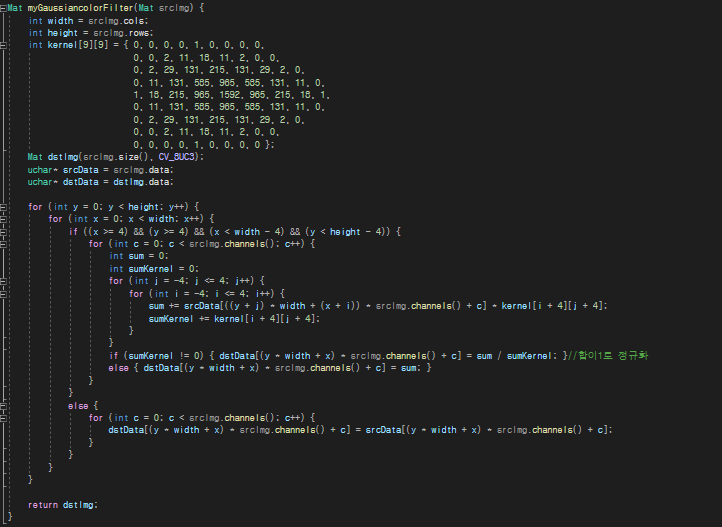 Mat myGaussiancolorFilter(Mat srcImg) {
int width = srcImg.cols;
int height = srcImg.rows;
int kernel[9][9] = { 0, 0, 0, 0, 1, 0, 0, 0, 0,
0, 0, 2, 11, 18, 11, 2, 0, 0,
0, 2, 29, 131, 215, 131, 29, 2, 0,
0, 11, 131, 585, 965, 585, 131, 11, 0,
1, 18, 215, 965, 1592, 965, 215, 18, 1,
0, 11, 131, 585, 965, 585, 131, 11, 0,
0, 2, 29, 131, 215, 131, 29, 2, 0,
0, 0, 2, 11, 18, 11, 2, 0, 0,
0, 0, 0, 0, 1, 0, 0, 0, 0 };
Mat dstImg(srcImg.size(), CV_8UC3);
uchar* srcData = srcImg.data;
uchar* dstData = dstImg.data;
for (int y = 0; y < height; y++) {
for (int x = 0; x < width; x++) {
if ((x >= 4) && (y >= 4) && (x < width - 4) && (y < height - 4)) {
for (int c = 0; c < srcImg.channels(); c++) {
int sum = 0;
int sumKernel = 0;
for (int j = -4; j <= 4; j++) {
for (int i = -4; i <= 4; i++) {
sum += srcData[((y + j) * width + (x + i)) * srcImg.channels() + c] * kernel[i + 4][j + 4];
sumKernel += kernel[i + 4][j + 4];
}
}
if (sumKernel != 0) { dstData[(y * width + x) * srcImg.channels() + c] = sum / sumKernel; }//합이1로 정규화
else { dstData[(y * width + x) * srcImg.channels() + c] = sum; }
}
}
else {
for (int c = 0; c < srcImg.channels(); c++) {
dstData[(y * width + x) * srcImg.channels() + c] = srcData[(y * width + x) * srcImg.channels() + c];
}
}
}
}
return dstImg;
}